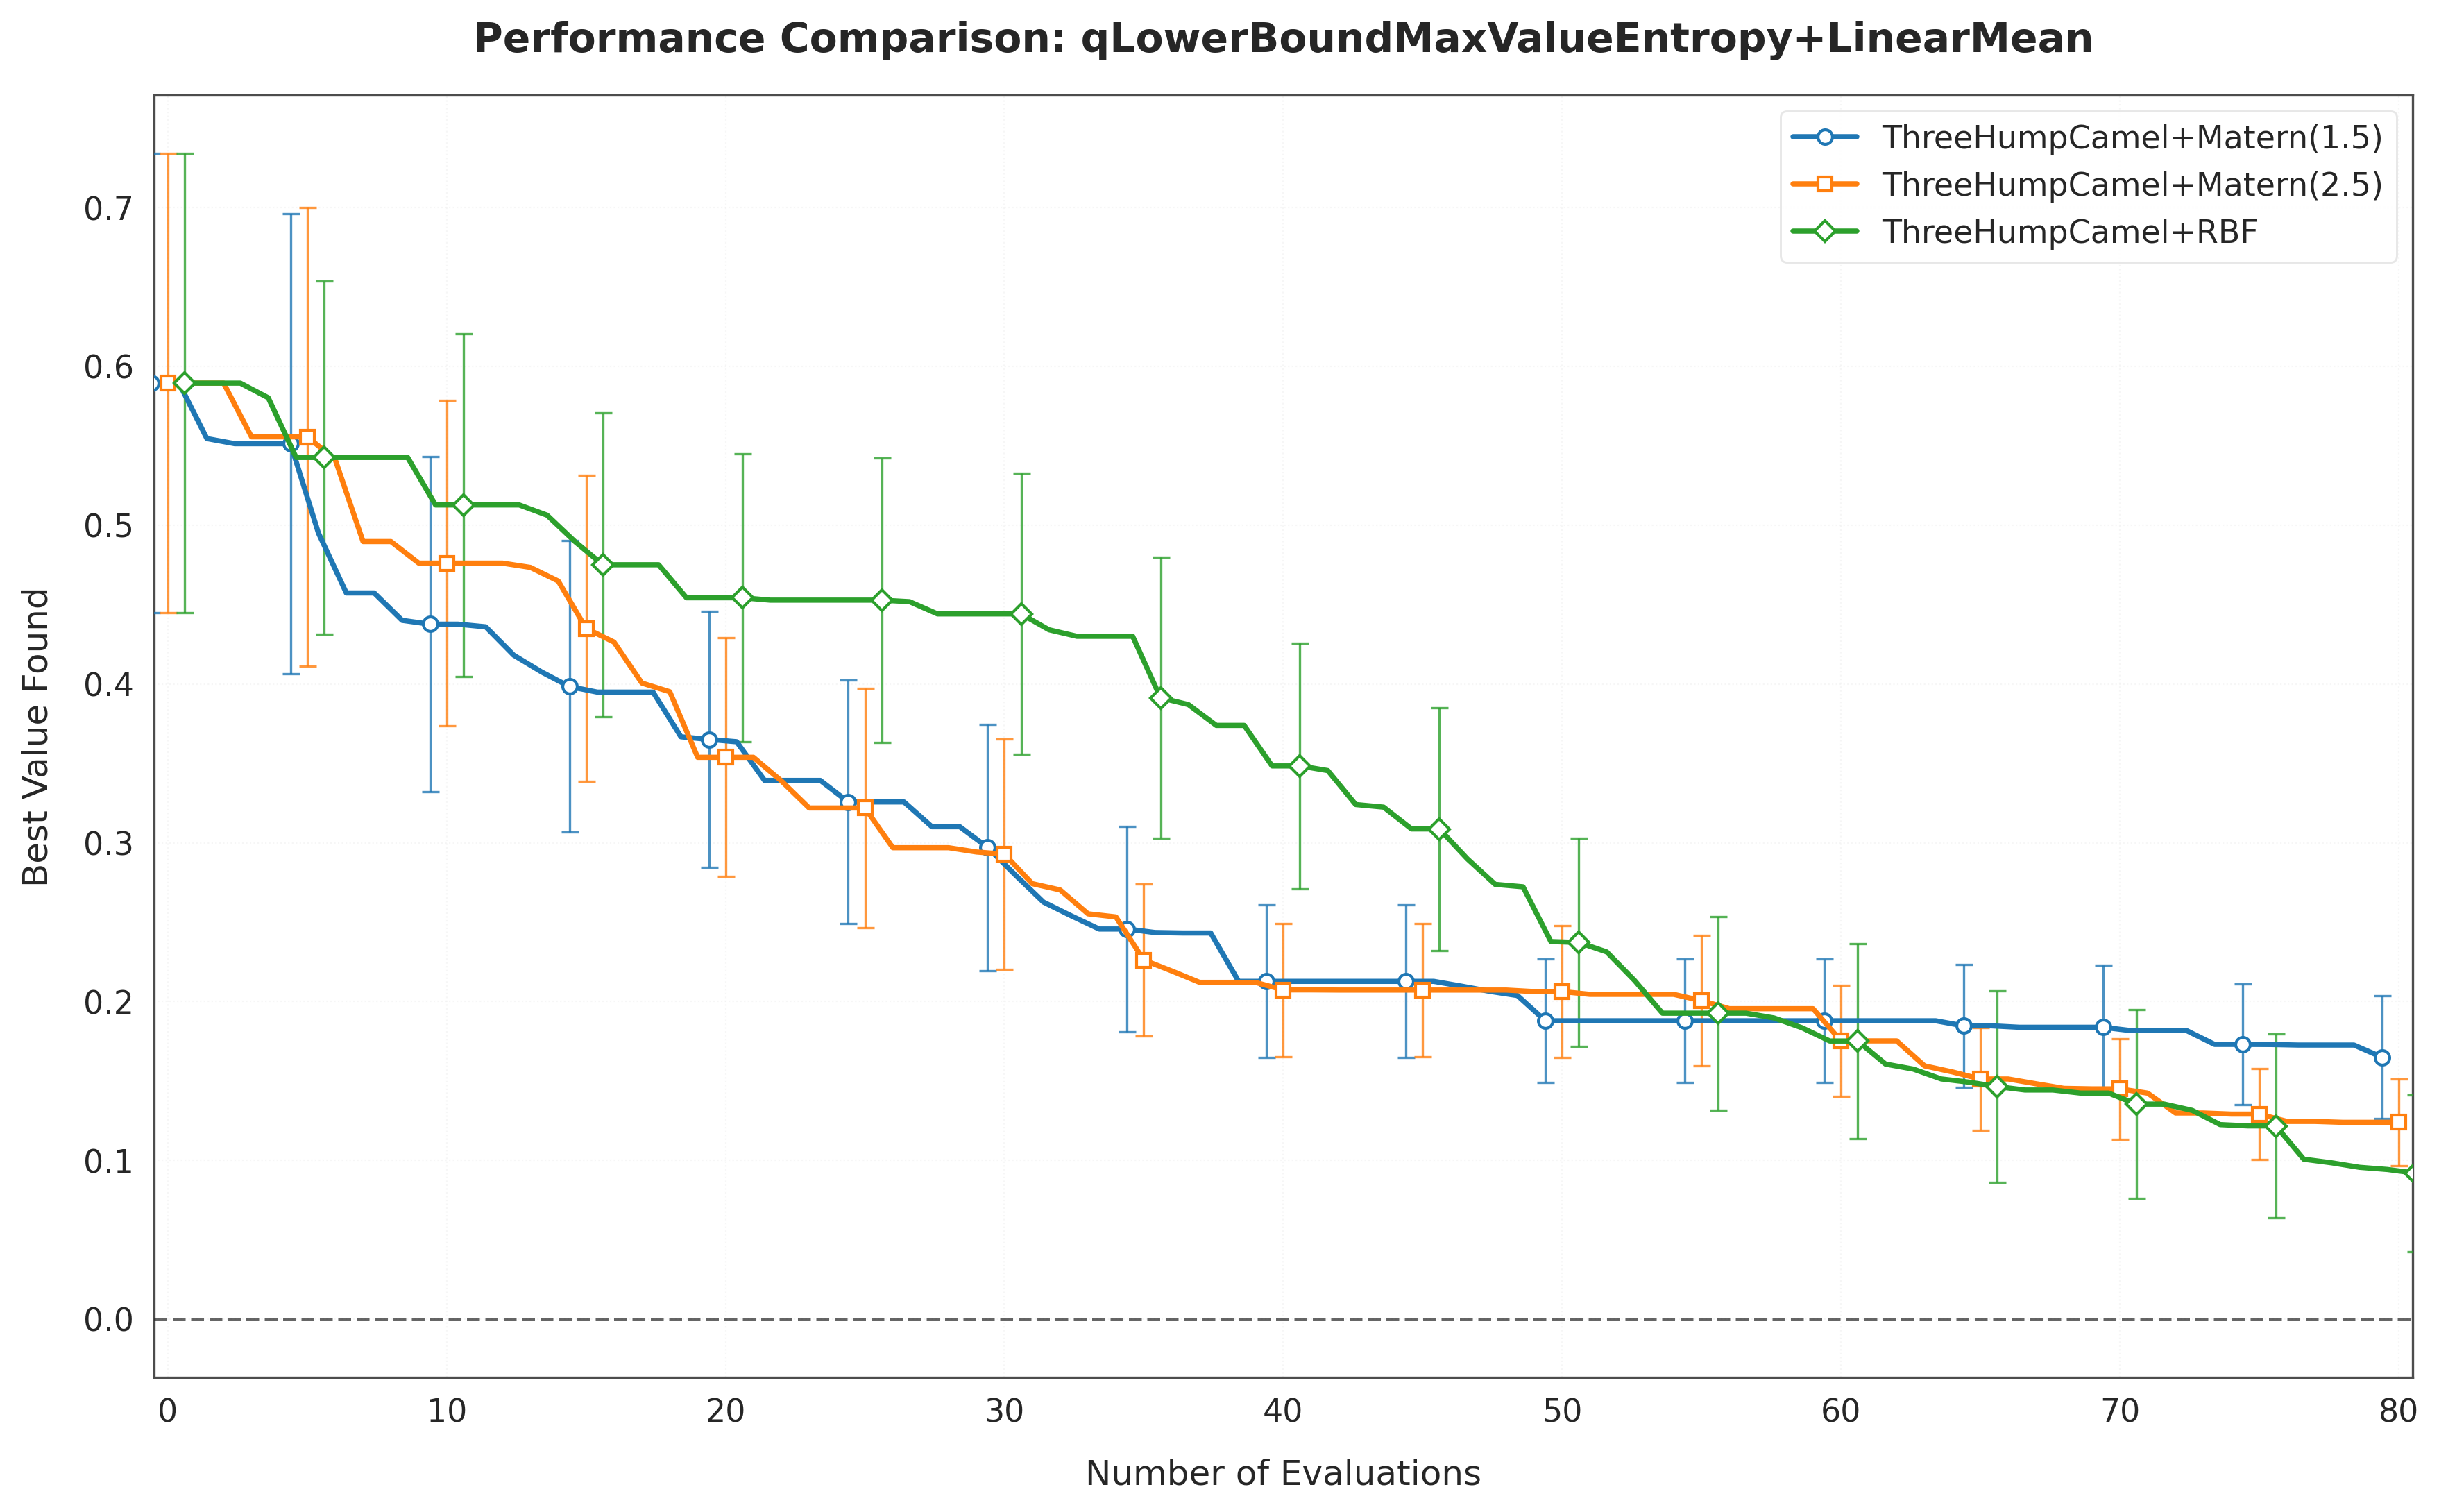 Performance Comparison: qLowerBoundMaxValueEntropy+LinearMean
ThreeHumpCamel+Matern(1.5)
ThreeHumpCamel+Matern(2.5)
ThreeHumpCamel+RBF
Best Value Found
0.7
0.6
0.5
0.4
0.3
0.2
0.1
0.0
0 10 20 30 40 50 60 70 80
Number of Evaluations